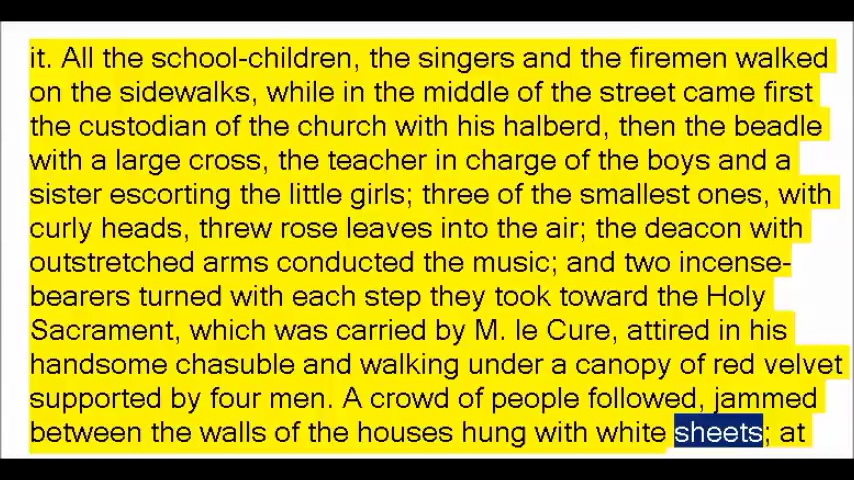 it. All the school-children, the singers and the firemen walked
on the sidewalks, while in the middle of the street came first
the custodian of the church with his halberd, then the beadle
with a large cross, the teacher in charge of the boys and a
sister escorting the little girls; three of the smallest ones, with
curly heads, threw rose leaves into the air; the deacon with
outstretched arms conducted the music; and two incense-
bearers turned with each step they took toward the Holy
Sacrament, which was carried by M. le Cure, attired in his
handsome chasuble and walking under a canopy of red velvet
supported by four men. A crowd of people followed, jammed
between the walls of the houses hung with white sheets; at